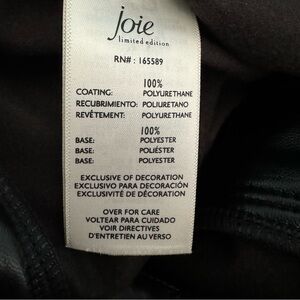 joie
limited edition
RN# : 165589
100%
COATING: POLYURETHANE
RECUBRIMIENTO: POLIURETANO
REVÊTEMENT: POLYURETHANE
100%
BASE: POLYESTER
BASE: POLIÉSTER
BASE: POLYESTER
EXCLUSIVE OF DECORATION
EXCLUSIVO PARA DECORACIÓN
EXCLUSIVITÉ DE DÉCORATION
OVER FOR CARE
VOLTEAR PARA CUIDADO
VOIR DIRECTIVES
D'ENTRETIEN AU VERSO